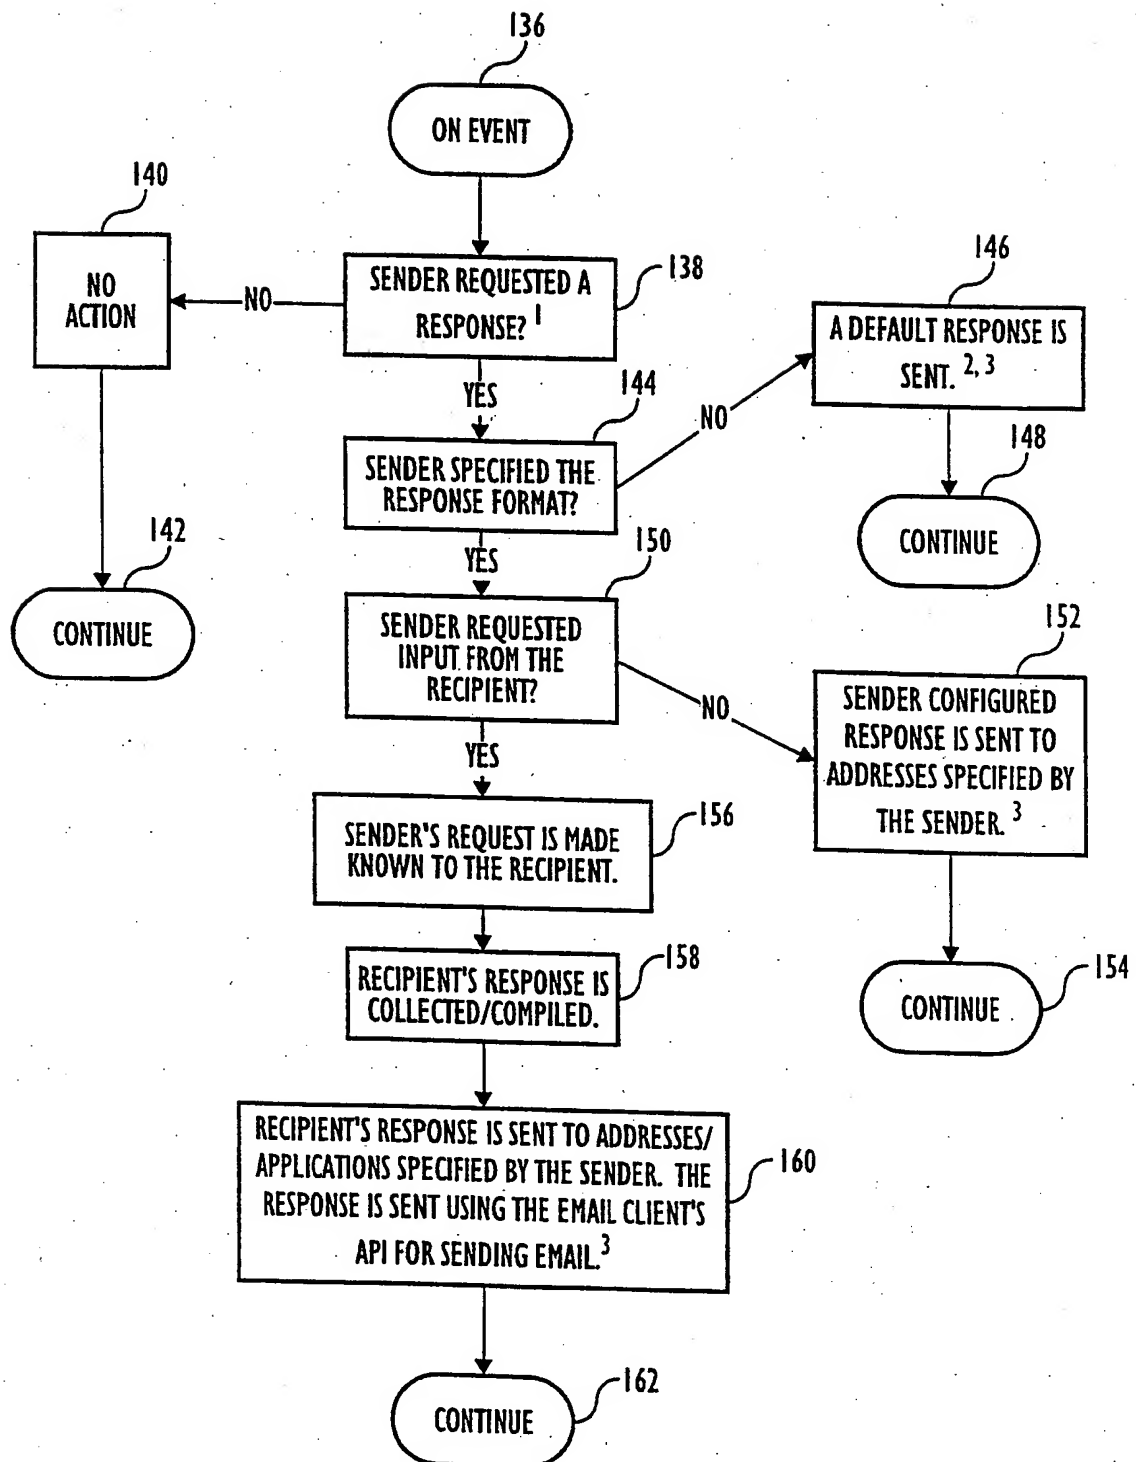 136
ON EVENT
140
NO
ACTION
NO
SENDER REQUESTED A
RESPONSE? 1
138
146
A DEFAULT RESPONSE IS
SENT. 2, 3
YES
144
NO
SENDER SPECIFIED THE
RESPONSE FORMAT?
148
CONTINUE
142
CONTINUE
YES
150
SENDER REQUESTED
INPUT FROM THE
RECIPIENT?
NO
152
SENDER CONFIGURED
RESPONSE IS SENT TO
ADDRESSES SPECIFIED BY
THE SENDER. 3
YES
156
SENDER'S REQUEST IS MADE
KNOWN TO THE RECIPIENT.
158
RECIPIENT'S RESPONSE IS
COLLECTED/COMPILED.
154
CONTINUE
RECIPIENT'S RESPONSE IS SENT TO ADDRESSES/
APPLICATIONS SPECIFIED BY THE SENDER. THE
RESPONSE IS SENT USING THE EMAIL CLIENT'S
API FOR SENDING EMAIL.3
160
162
CONTINUE